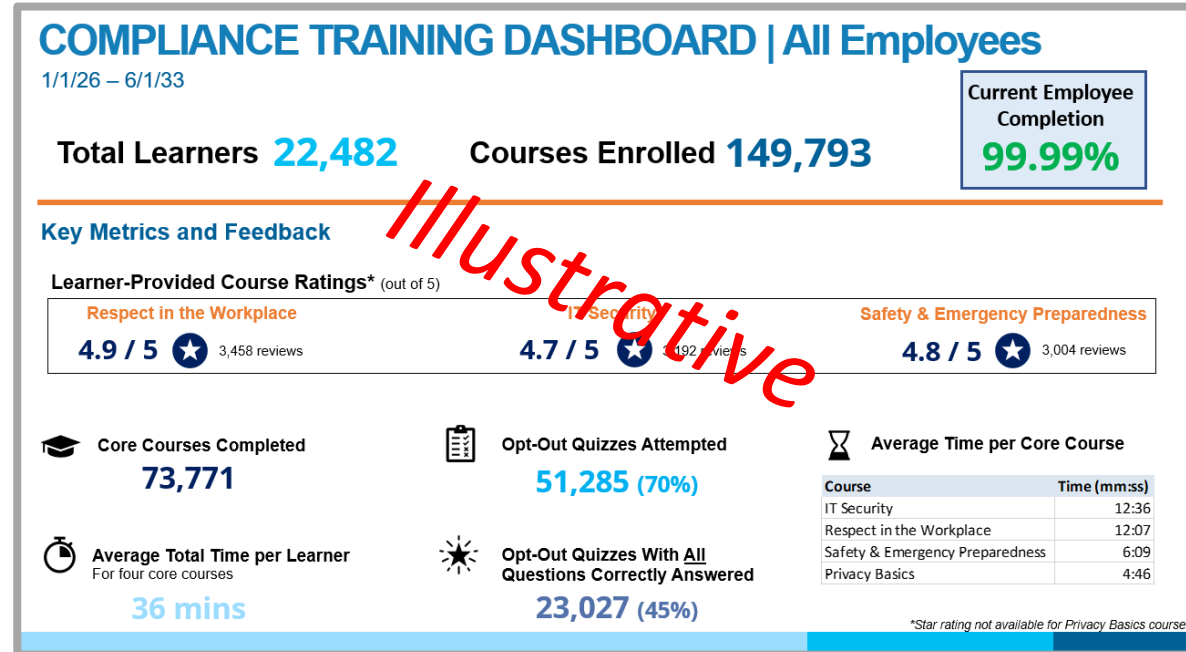 COMPLIANCE TRAINING DASHBOARD | All Employees
1/1/26 – 6/1/33
Current Employee
Completion
99.99%
Total Learners 22,482
Courses Enrolled 149,793
Illustrative
Key Metrics and Feedback
Learner-Provided Course Ratings* (out of 5)
Respect in the Workplace
4.9 / 5 3,458 reviews
IT Security
4.7 / 5 3,192 reviews
Safety & Emergency Preparedness
4.8 / 5 3,004 reviews
Core Courses Completed
73,771
Opt-Out Quizzes Attempted
51,285 (70%)
Average Time per Core Course
Course Time (mm:ss)
IT Security 12:36
Respect in the Workplace 12:07
Safety & Emergency Preparedness 6:09
Privacy Basics 4:46
Average Total Time per Learner
For four core courses
36 mins
Opt-Out Quizzes With All
Questions Correctly Answered
23,027 (45%)
*Star rating not available for Privacy Basics course